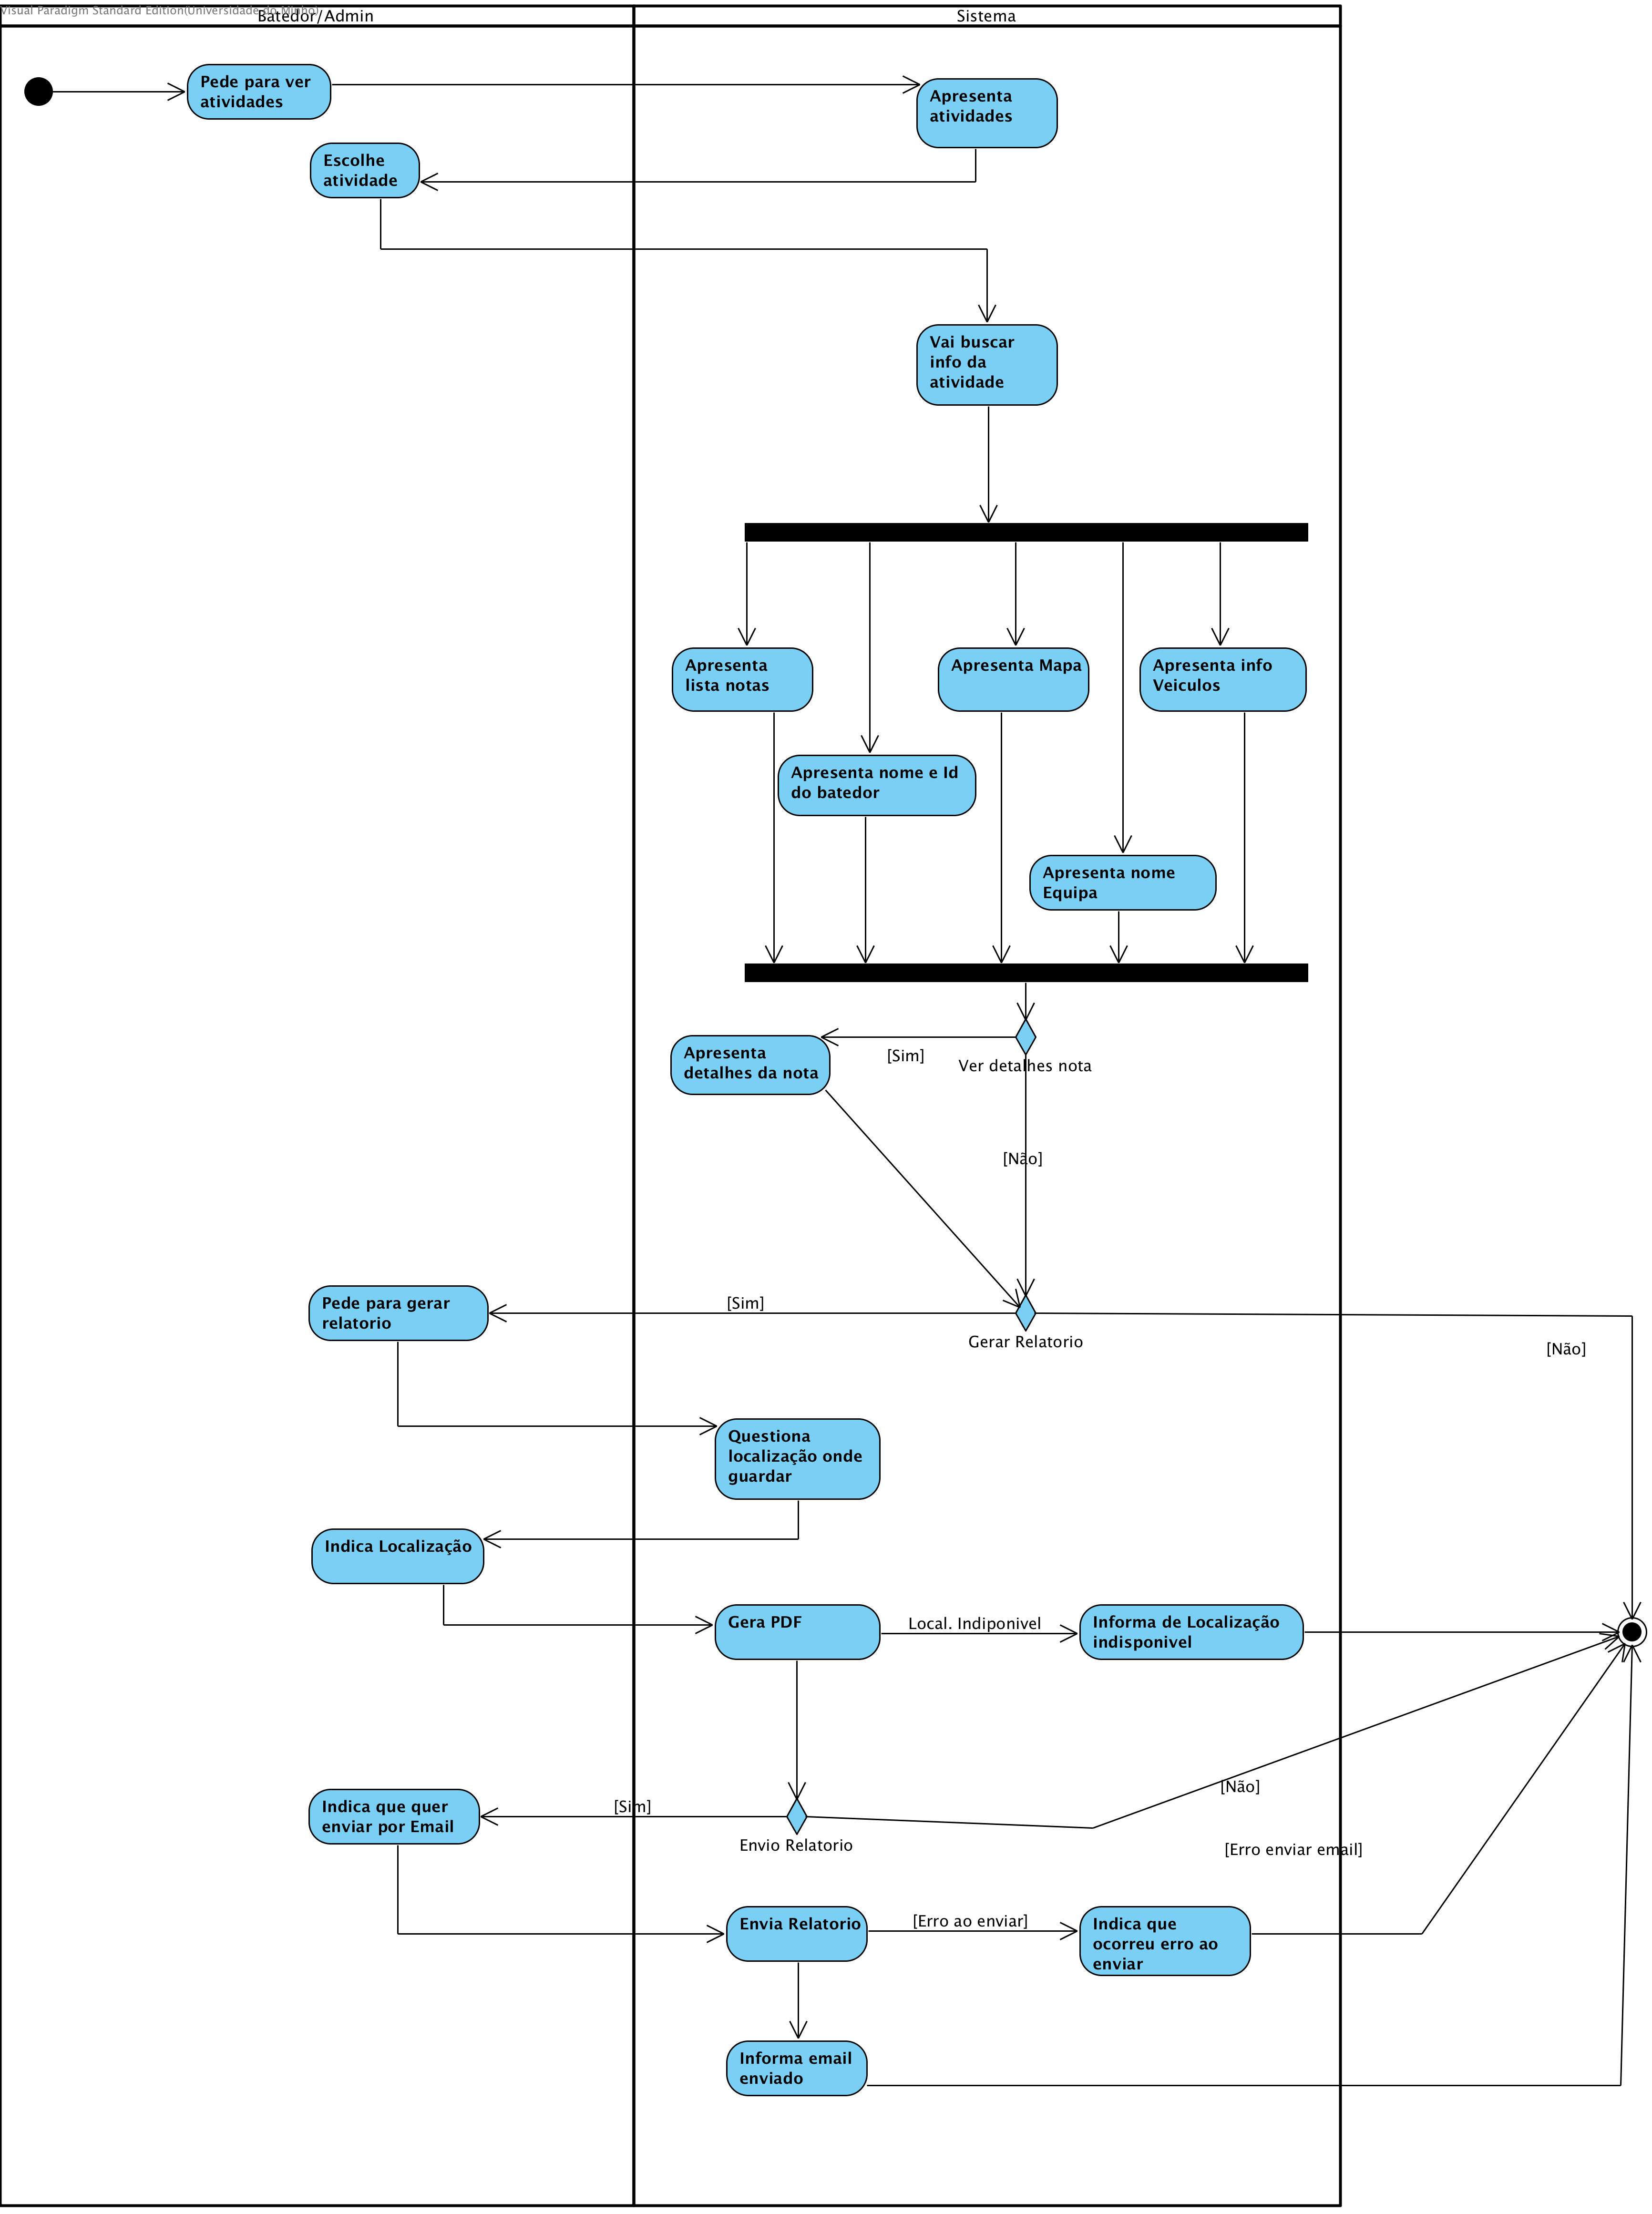 Visual Paradigm Standard Edition(Universidade do Minho)
Batedor/Admin
Sistema
Pede para ver
atividades
Apresenta
atividades
Escolhe
atividade
Vai buscar
info da
atividade
Apresenta
lista notas
Apresenta Mapa
Apresenta info
Veiculos
Apresenta nome e Id
do batedor
Apresenta nome
Equipa
Apresenta
detalhes da nota
[Sim]
Ver detalhes nota
[Não]
Pede para gerar
relatorio
[Sim]
Gerar Relatorio
[Não]
Questiona
localização onde
guardar
Indica Localização
Gera PDF
Local. Indiponivel
Informa de Localização
indisponivel
Indica que quer
enviar por Email
[Sim]
Envio Relatorio
[Não]
[Erro enviar email]
Envia Relatorio
[Erro ao enviar]
Indica que
ocorreu erro ao
enviar
Informa email
enviado